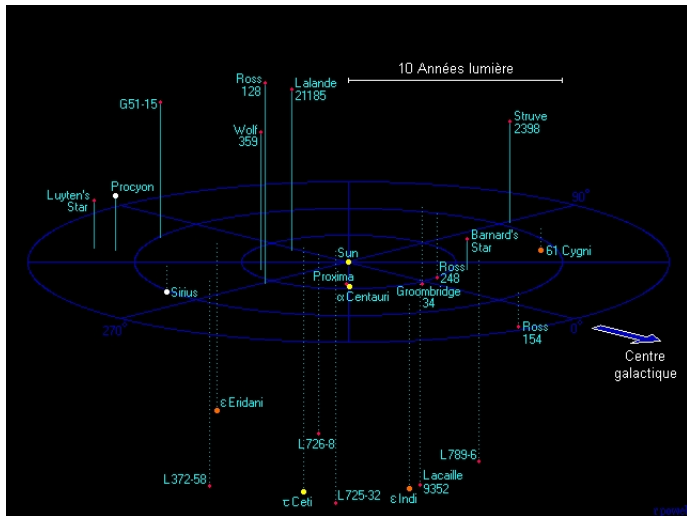 10 Années lumière
Ross
128
Lalande
21185
G51-15
Struve
2398
Wolf
359
Procyon
Luyten's
Star
90°
Barnard's
Star
61 Cygni
Sun
Proxima
α Centauri
Ross
248
Groombridge
34
Sirius
270°
0°
Ross
154
Centre
galactique
ε Eridani
L726-8
L789-6
L372-58
Lacaille
9352
τ Ceti
L725-32
ε Indi